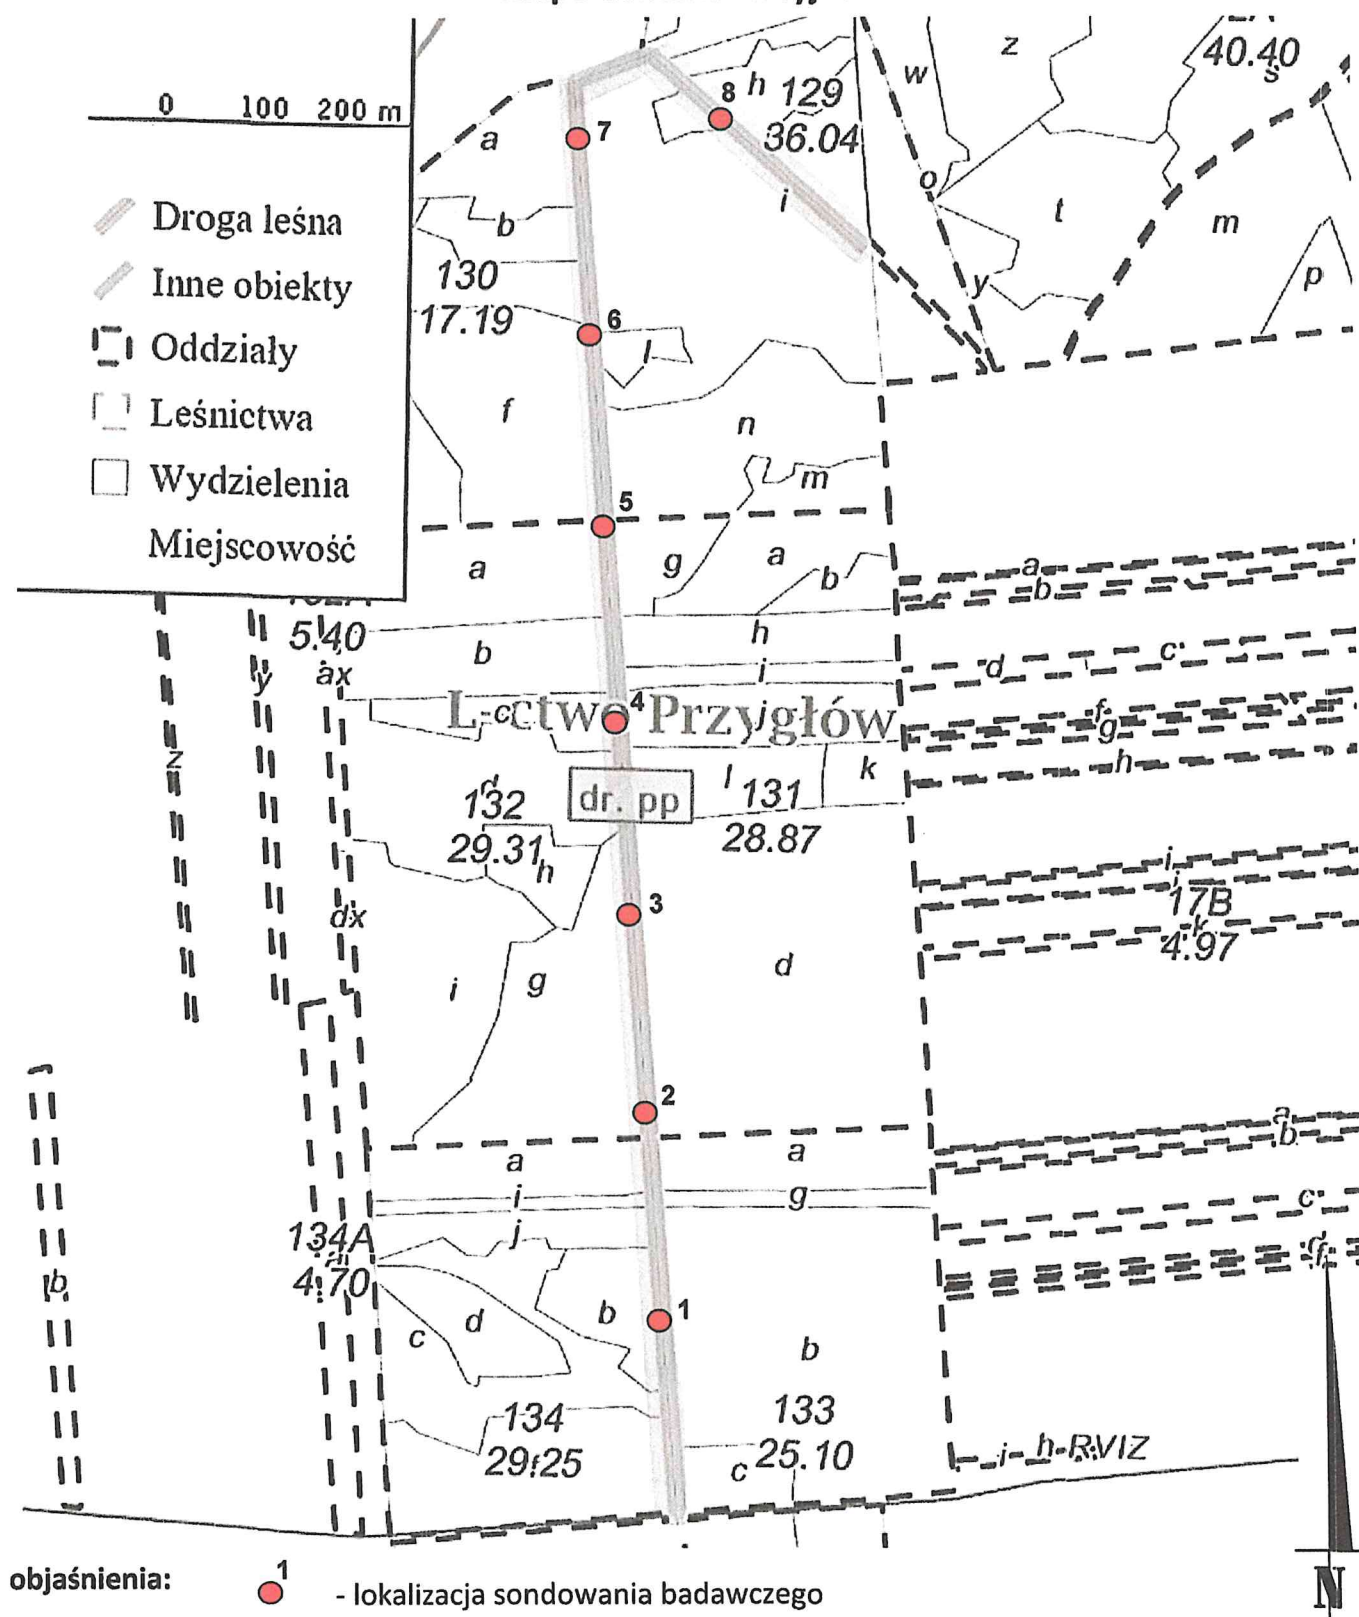 0 100 200 m
Droga leśna
Inne obiekty
Oddziały
Leśnictwa
Wydzielenia
Miejscowość
40.40
s
z
w
h
129
36.04
8
7
a
b
i
o
t
m
y
p
130
17.19
6
l
f
n
m
5
a
g
a
b
a
b
5.40
b
h
i
c
d
y
ax
L-ctwo Przygłów
c
4
j
f
g
h
z
d
132
29.31
h
dr. pp
l
131
28.87
k
i
j
17B
k
4.97
dx
3
i
g
d
2
a
b
a
a
i
g
c
j
134A
a
4.70
d
f
b
c
d
b
1
b
134
29.25
f
133
25.10
c
i
h-RVIZ
objaśnienia:
1
- lokalizacja sondowania badawczego
N